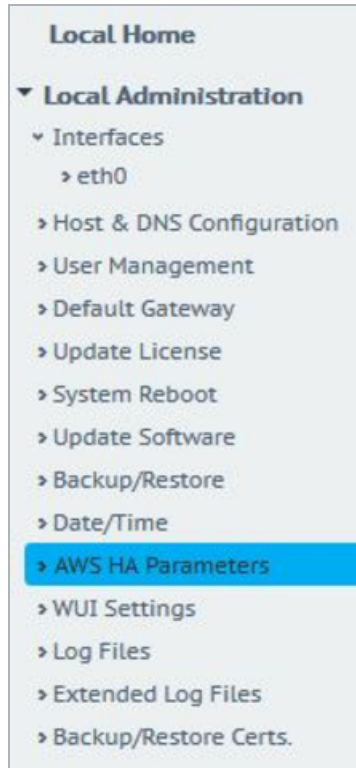 Local Home
Local Administration
Interfaces
eth0
Host & DNS Configuration
User Management
Default Gateway
Update License
System Reboot
Update Software
Backup/Restore
Date/Time
AWS HA Parameters
WUI Settings
Log Files
Extended Log Files
Backup/Restore Certs.